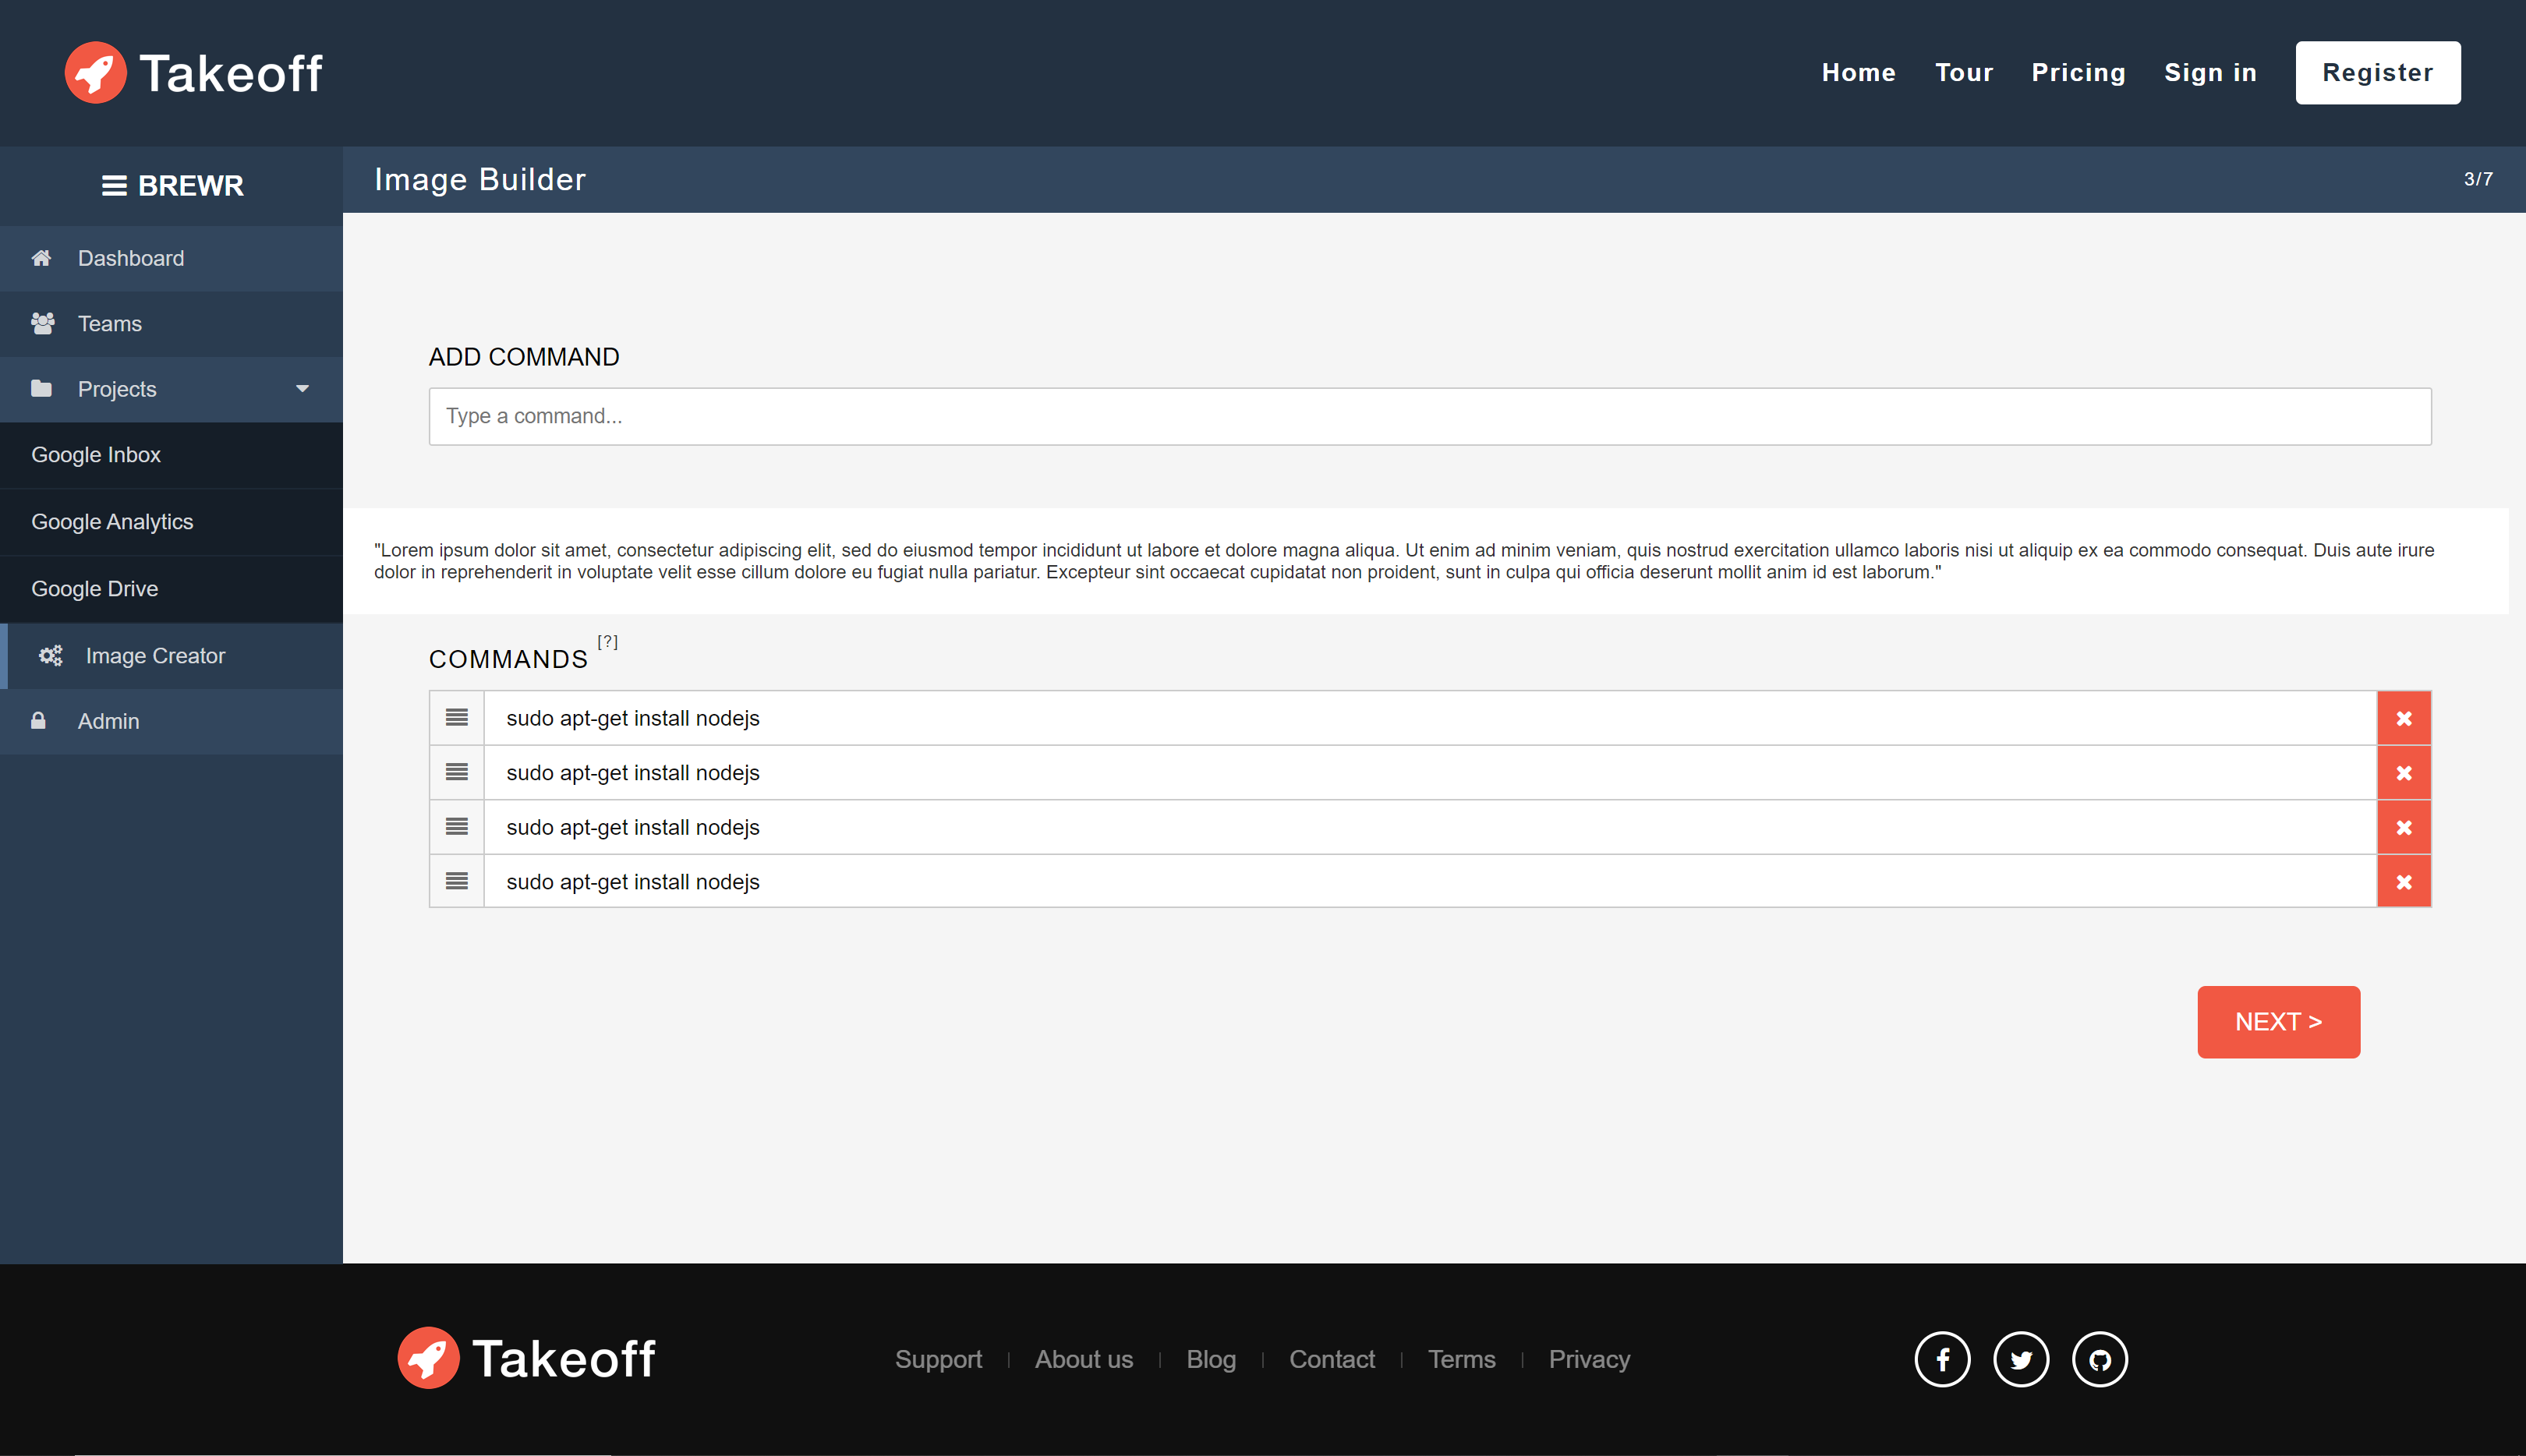 Takeoff
Home
Tour
Pricing
Sign in
Register
BREWR
Image Builder
3/7
Dashboard
Teams
Projects
Google Inbox
Google Analytics
Google Drive
Image Creator
Admin
ADD COMMAND
Type a command...
"Lorem ipsum dolor sit amet, consectetur adipiscing elit, sed do eiusmod tempor incididunt ut labore et dolore magna aliqua. Ut enim ad minim veniam, quis nostrud exercitation ullamco laboris nisi ut aliquip ex ea commodo consequat. Duis aute irure
dolor in reprehenderit in voluptate velit esse cillum dolore eu fugiat nulla pariatur. Excepteur sint occaecat cupidatat non proident, sunt in culpa qui officia deserunt mollit anim id est laborum."
COMMANDS [?]
sudo apt-get install nodejs
sudo apt-get install nodejs
sudo apt-get install nodejs
sudo apt-get install nodejs
NEXT >
Takeoff
Support
About us
Blog
Contact
Terms
Privacy